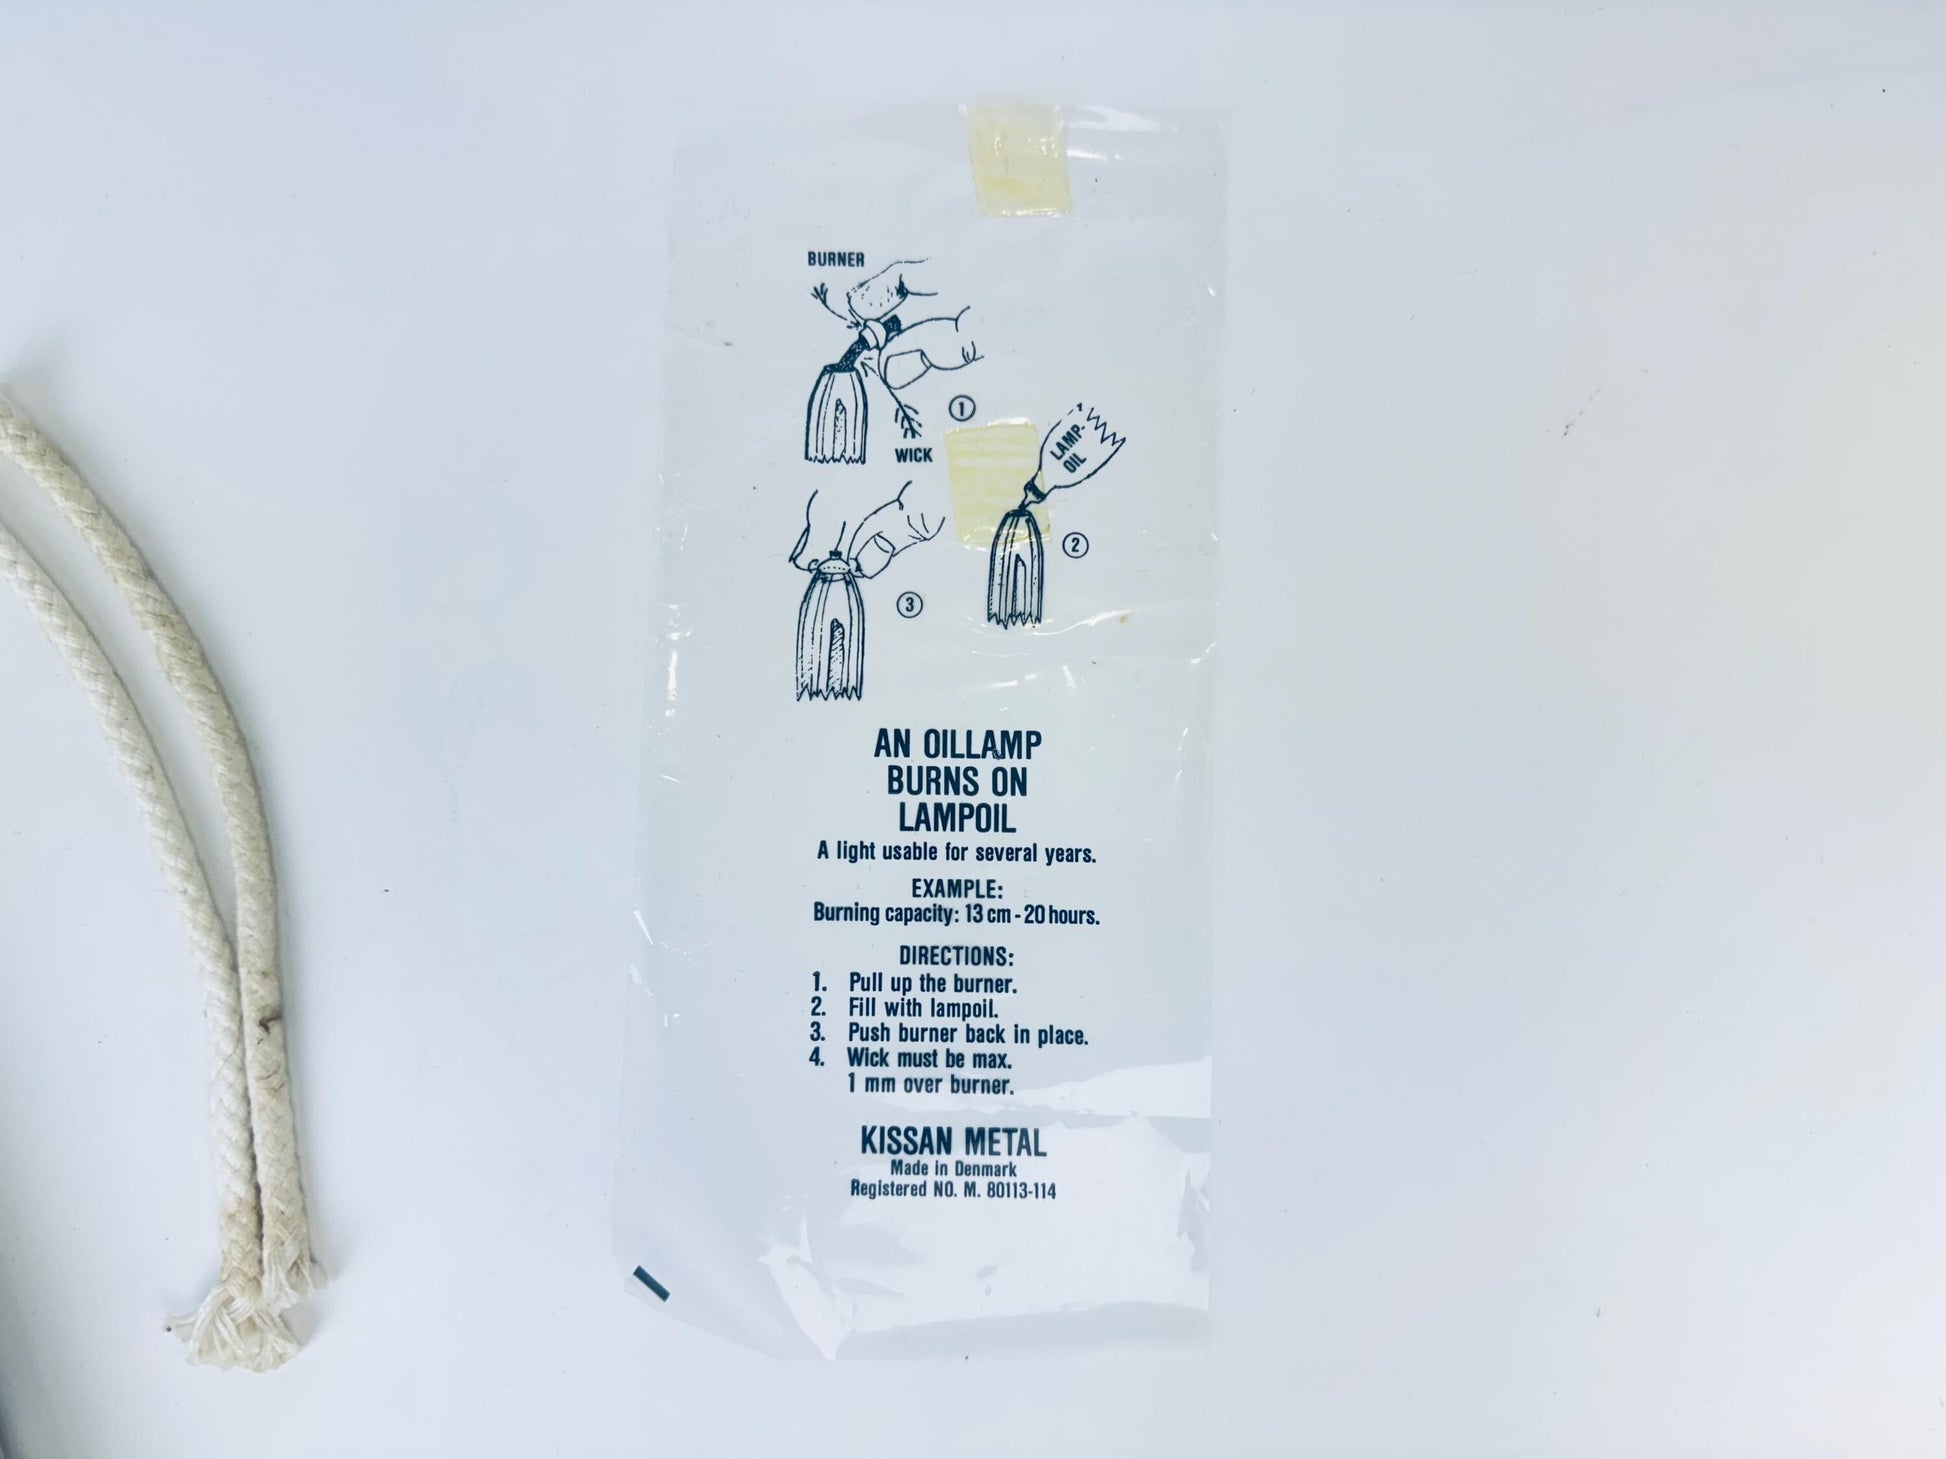 BURNER
1
WICK
LAMP-
OIL
2
3
AN OILLAMP
BURNS ON
LAMPOIL
A light usable for several years.
EXAMPLE:
Burning capacity: 13 cm - 20 hours.
DIRECTIONS:
1. Pull up the burner.
2. Fill with lampoil.
3. Push burner back in place.
4. Wick must be max.
1 mm over burner.
KISSAN METAL
Made in Denmark
Registered NO. M. 80113-114